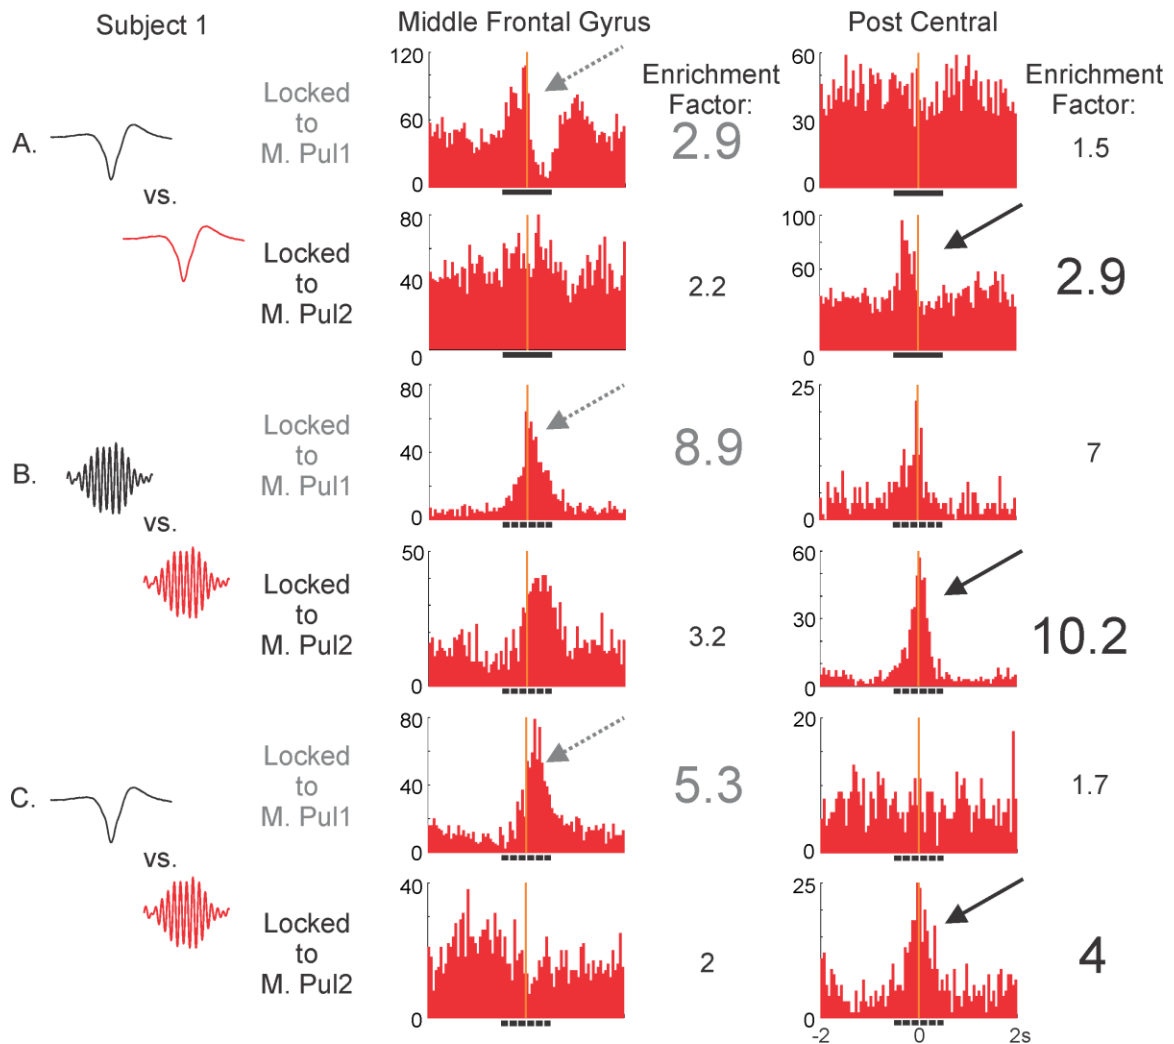 Subject 1
Middle Frontal Gyrus
Post Central
A.
Locked
to
M. Pul1
120
60
0
Enrichment
Factor:
2.9
60
30
0
Enrichment
Factor:
1.5
vs.
Locked
to
M. Pul2
80
40
0
2.2
100
60
0
2.9
B.
Locked
to
M. Pul1
80
40
0
8.9
25
0
7
vs.
Locked
to
M. Pul2
50
0
3.2
60
30
0
10.2
C.
Locked
to
M. Pul1
80
40
0
5.3
20
0
1.7
vs.
Locked
to
M. Pul2
40
0
2
25
0
4
-2 0 2s